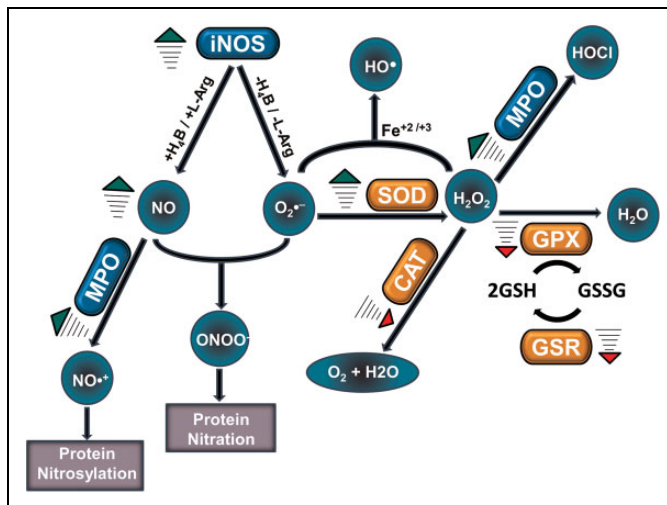 iNOS
HOCl
HO•
MPO
+H₄B / +L-Arg
-H₄B / -L-Arg
Fe⁺² ᐟ⁺³
NO
O₂•⁻
SOD
H₂O₂
H₂O
GPX
MPO
CAT
2GSH
GSSG
ONOO⁻
GSR
NO•⁺
O₂ + H2O
Protein
Nitration
Protein
Nitrosylation